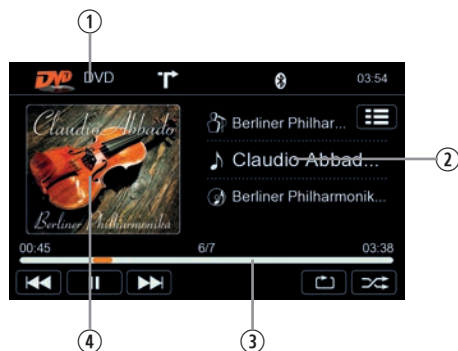 1
DVD DVD 03:54
Claudio Abbado
Berliner Philharmonika
Berliner Philhar...
Claudio Abbad...
Berliner Philharmonik...
2
00:45 6/7 03:38
4
3